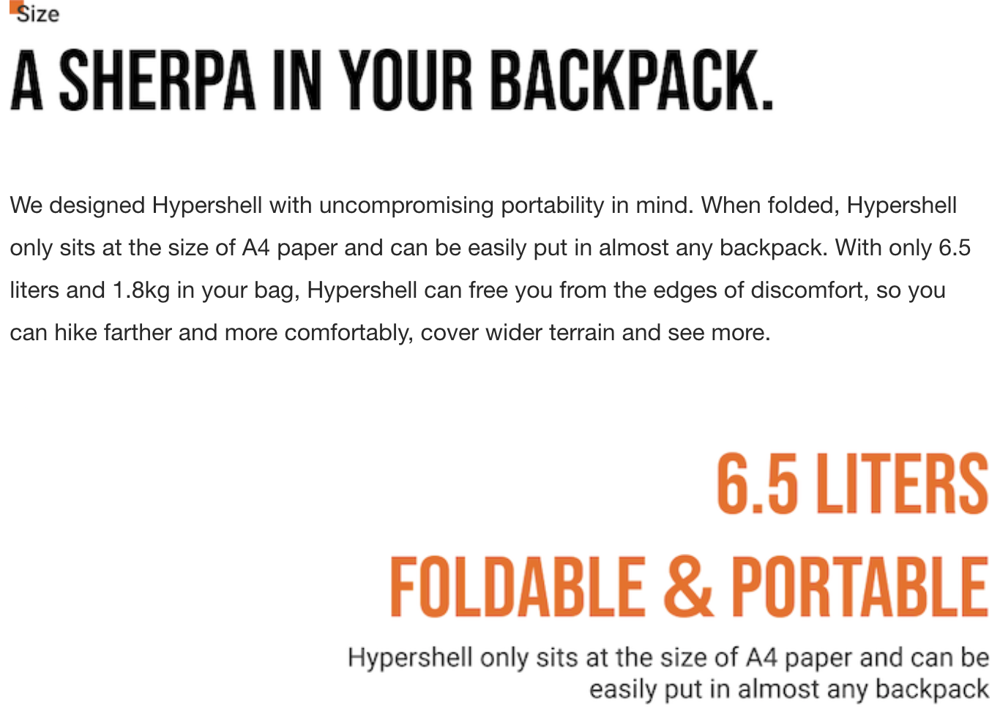 Size
A SHERPA IN YOUR BACKPACK.
We designed Hypershell with uncompromising portability in mind. When folded, Hypershell
only sits at the size of A4 paper and can be easily put in almost any backpack. With only 6.5
liters and 1.8kg in your bag, Hypershell can free you from the edges of discomfort, so you
can hike farther and more comfortably, cover wider terrain and see more.
6.5 LITERS
FOLDABLE & PORTABLE
Hypershell only sits at the size of A4 paper and can be
easily put in almost any backpack